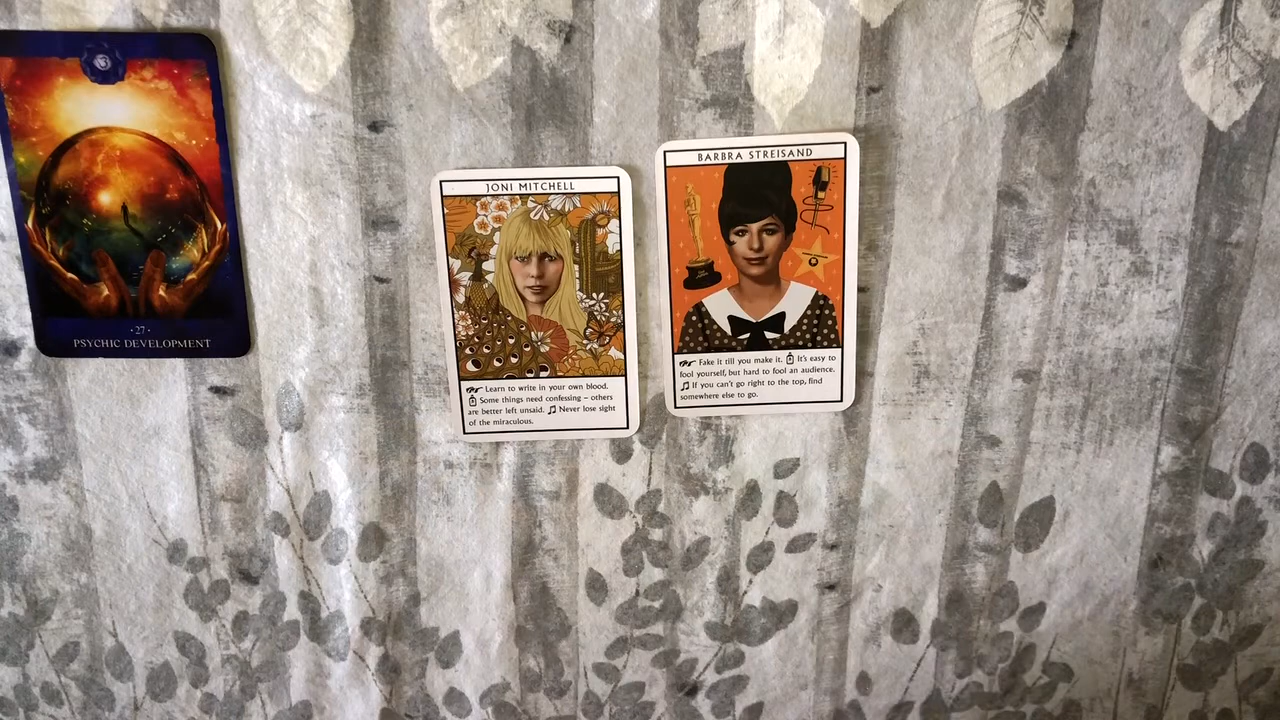 ·27·
PSYCHIC DEVELOPMENT
JONI MITCHELL
Learn to write in your own blood.
Some things need confessing – others
are better left unsaid. Never lose sight
of the miraculous.
BARBRA STREISAND
Fake it till you make it. It's easy to
fool yourself, but hard to fool an audience.
If you can't go right to the top, find
somewhere else to go.